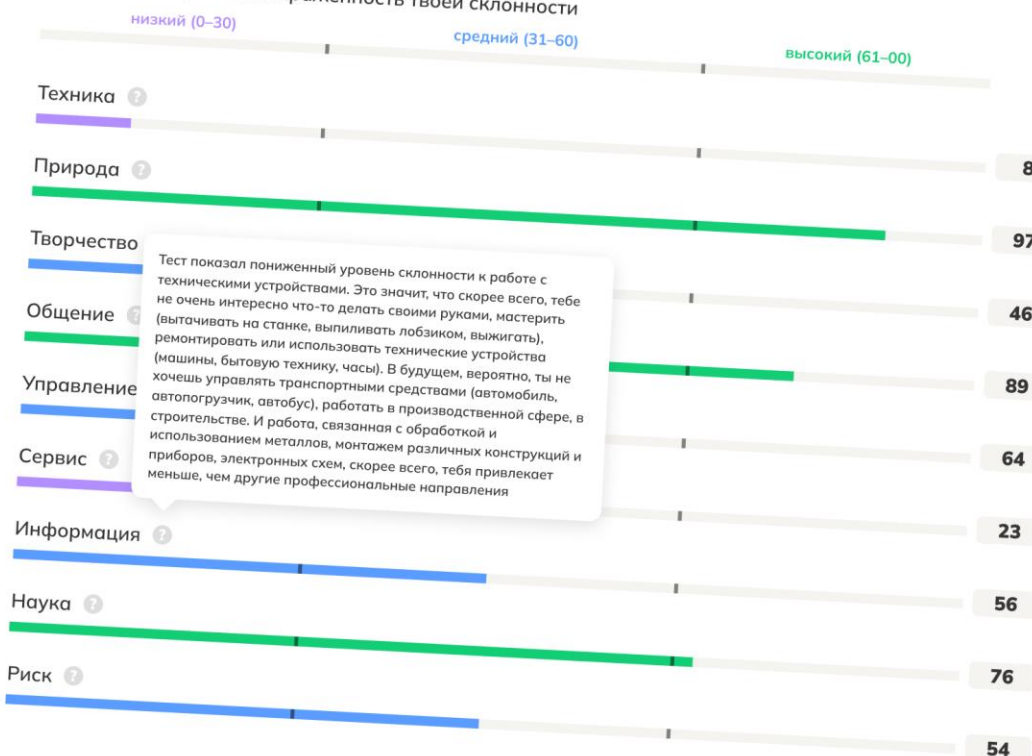 твоей склонности
низкий (0–30)
средний (31–60)
высокий (61–00)
Техника ?
8
Природа ?
97
Творчество
46
Тест показал пониженный уровень склонности к работе с
техническими устройствами. Это значит, что скорее всего, тебе
не очень интересно что-то делать своими руками, мастерить
(вытачивать на станке, выпиливать лобзиком, выжигать),
ремонтировать или использовать технические устройства
(машины, бытовую технику, часы). В будущем, вероятно, ты не
хочешь управлять транспортными средствами (автомобиль,
автопогрузчик, автобус), работать в производственной сфере, в
строительстве. И работа, связанная с обработкой и
использованием металлов, монтажем различных конструкций и
приборов, электронных схем, скорее всего, тебя привлекает
меньше, чем другие профессиональные направления
Общение
89
Управление
64
Сервис ?
23
Информация ?
56
Наука ?
76
Риск ?
54